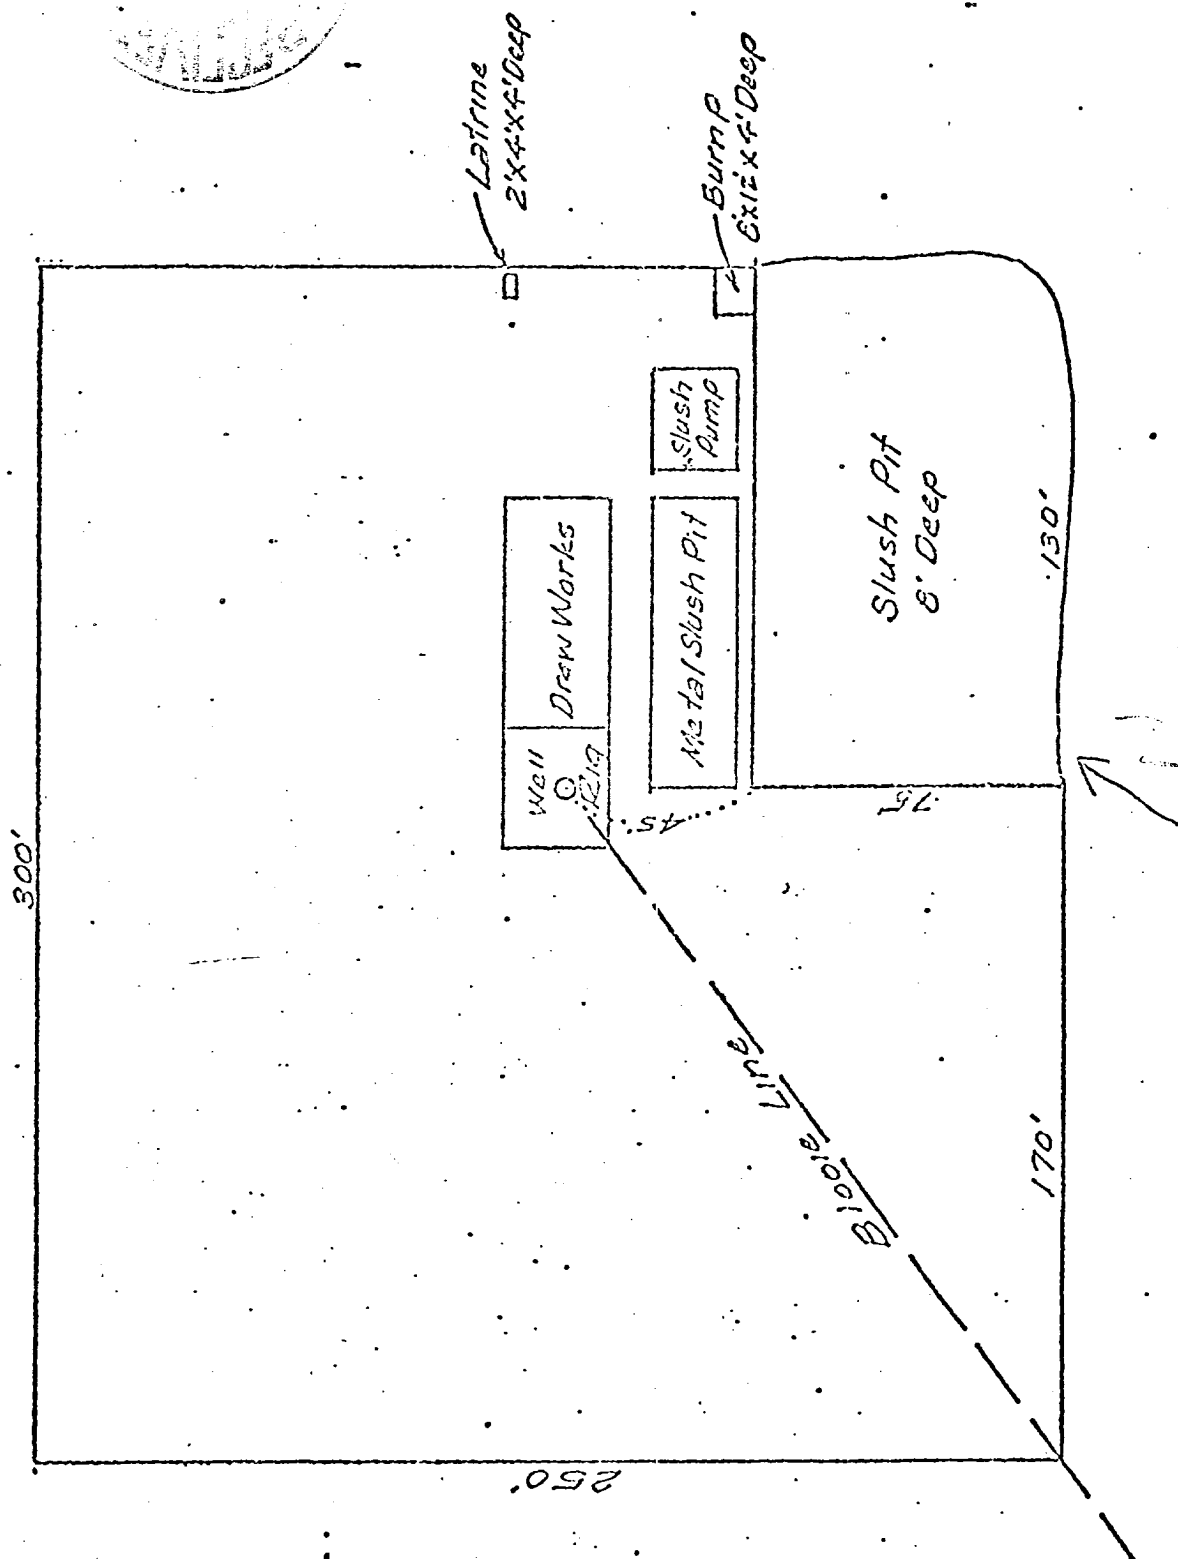 300'
Latrine
2'x4'x4' Deep
Burn P
6'x12'x4' Deep
Well
Rig
Draw Works
Slush
Pump
Metal Slush Pit
45'
75'
Slush Pit
8' Deep
130'
Blooie Line
170'
250'